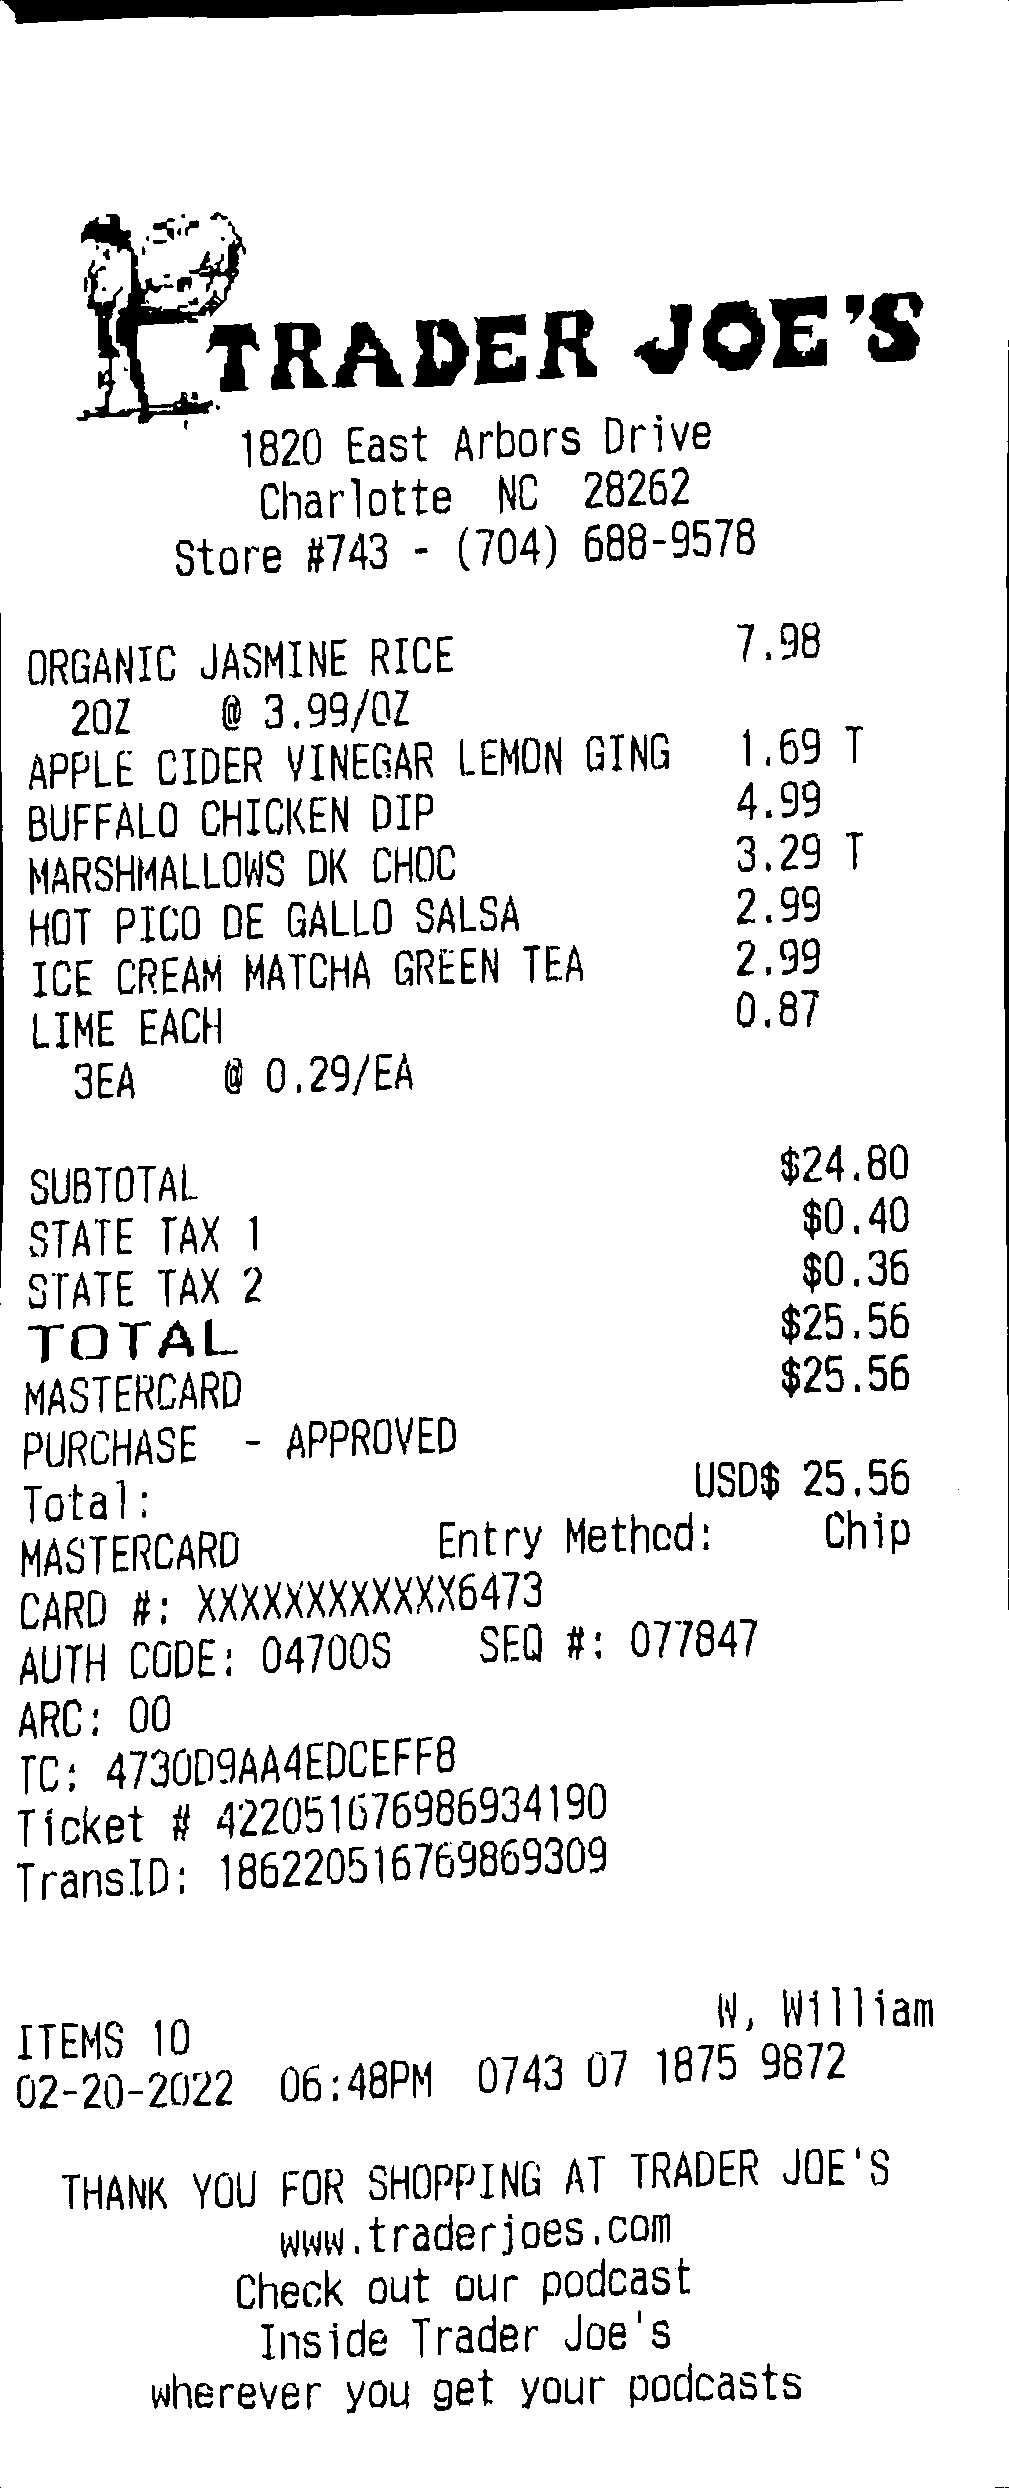 TRADER JOE'S
1820 East Arbors Drive
Charlotte NC 28262
Store #743 - (704) 688-9578
ORGANIC JASMINE RICE 7.98
2OZ @ 3.99/OZ
APPLE CIDER VINEGAR LEMON GING 1.69 T
BUFFALO CHICKEN DIP 4.99
MARSHMALLOWS DK CHOC 3.29 T
HOT PICO DE GALLO SALSA 2.99
ICE CREAM MATCHA GREEN TEA 2.99
LIME EACH 0.87
3EA @ 0.29/EA
SUBTOTAL $24.80
STATE TAX 1 $0.40
STATE TAX 2 $0.36
TOTAL $25.56
MASTERCARD $25.56
PURCHASE - APPROVED
Total: USD$ 25.56
MASTERCARD Entry Method: Chip
CARD #: XXXXXXXXXXXX6473
AUTH CODE: 04700S SEQ #: 077847
ARC: 00
TC: 4730D9AA4EDCEFF8
Ticket # 422051676986934190
TransID: 186220516769869309
W, William
ITEMS 10
02-20-2022 06:48PM 0743 07 1875 9872
THANK YOU FOR SHOPPING AT TRADER JOE'S
www.traderjoes.com
Check out our podcast
Inside Trader Joe's
wherever you get your podcasts